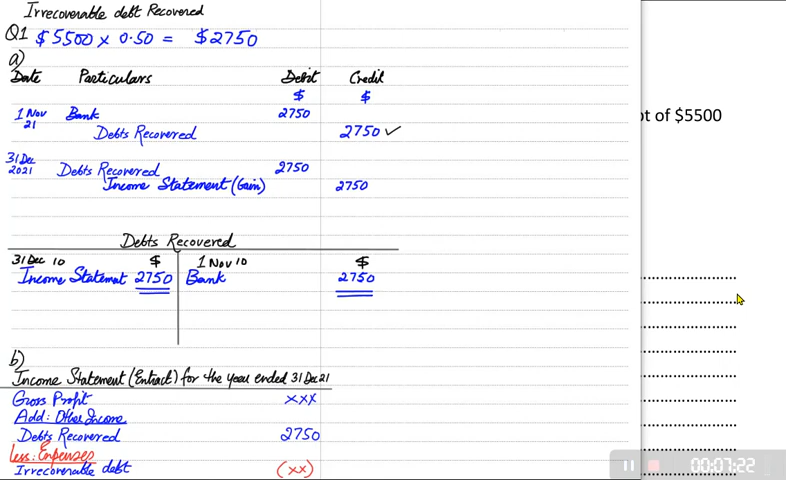 Irrecoverable debt Recovered
Q1 $5500 x 0.50 = $2750
a)
Date Particulars Debit Credit
$ $
1 Nov 21 Bank 2750
Debts Recovered 2750 ✓
31 Dec 2021 Debts Recovered 2750
Income Statement (Gain) 2750
Debts Recovered
31 Dec 10 $ 1 Nov 10 $
Income Statement 2750 Bank 2750
b)
Income Statement (Extract) for the year ended 31 Dec 21
Gross Profit xxx
Add: Other Income
Debts Recovered 2750
Less: Expenses
Irrecoverable debt (xx)
bt of $5500
00:07:22